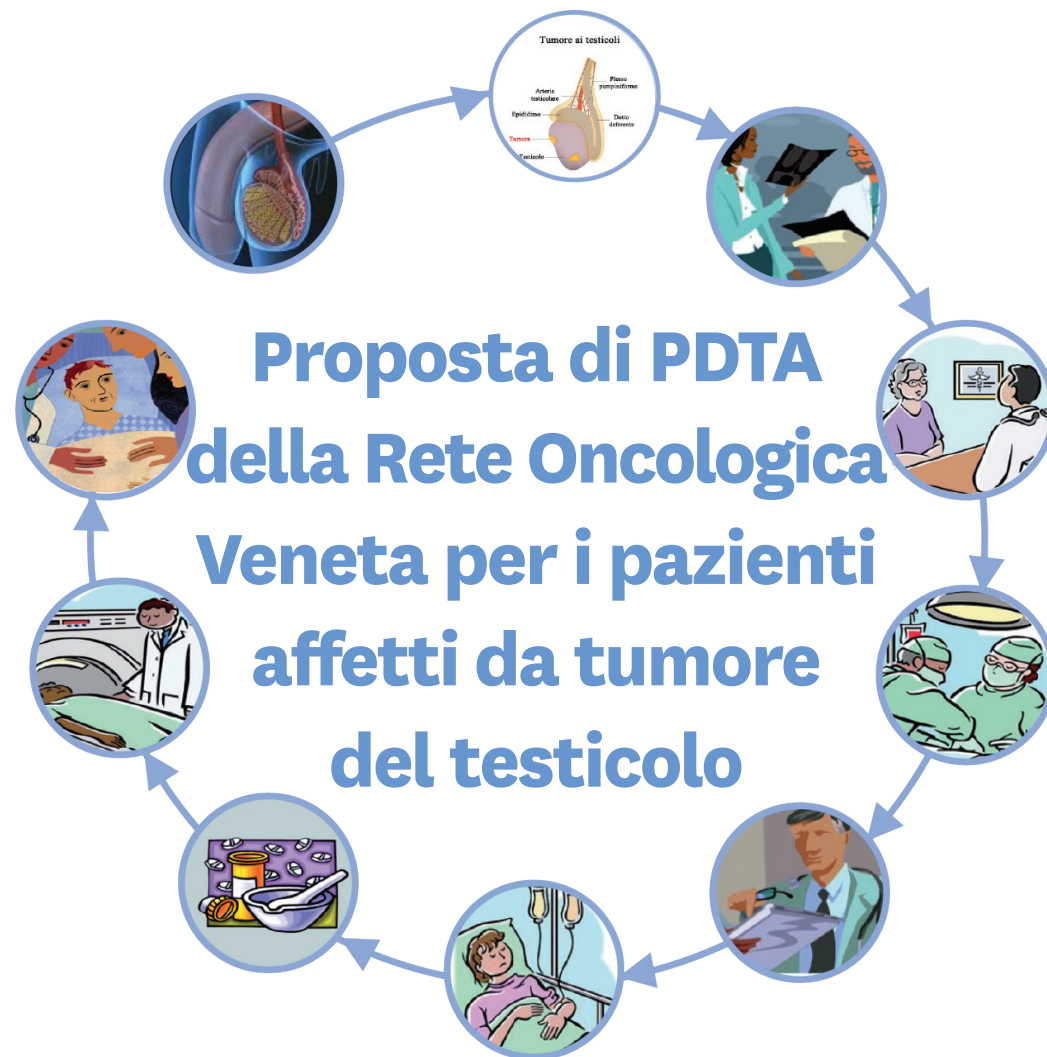 Tumore ai testicoli
Plesso
pampiniforme
Arteria
testicolare
Epididimo
Dotto
deferente
Tumore
Testicolo
Proposta di PDTA
della Rete Oncologica
Veneta per i pazienti
affetti da tumore
del testicolo